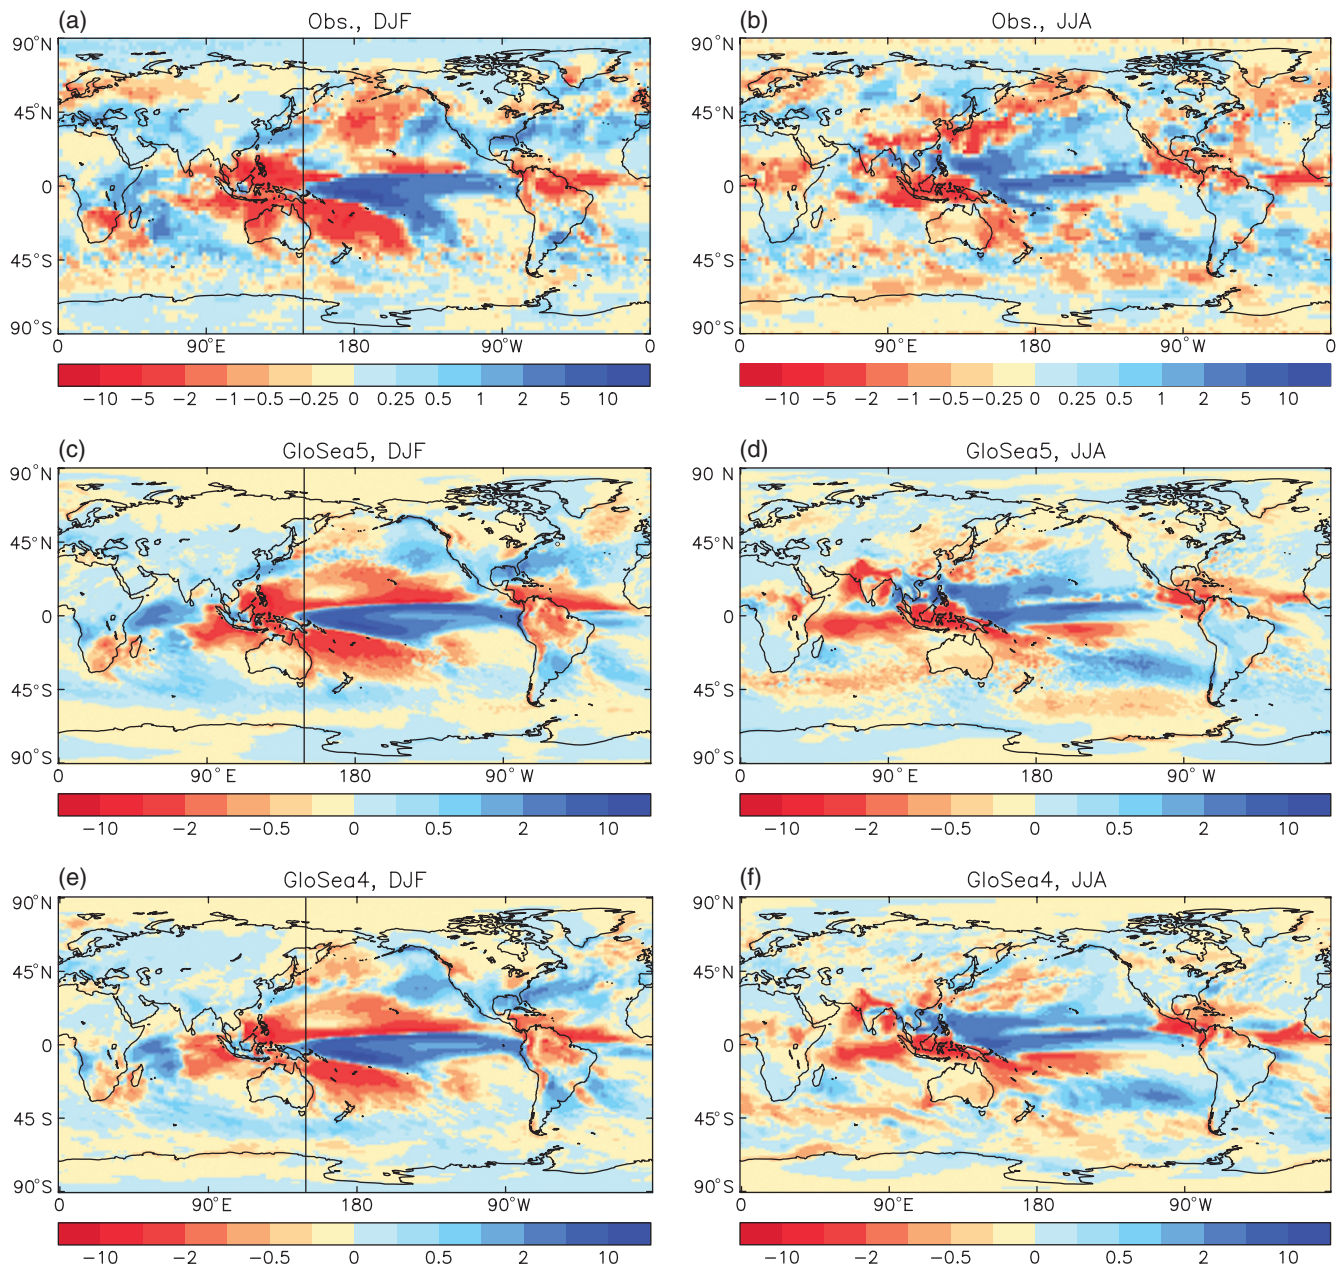 (a) Obs., DJF
90°N
45°N
0
45°S
90°S
0 90°E 180 90°W 0
−10 −5 −2 −1 −0.5 −0.25 0 0.25 0.5 1 2 5 10
(b) Obs., JJA
90°N
45°N
0
45°S
90°S
0 90°E 180 90°W 0
−10 −5 −2 −1 −0.5 −0.25 0 0.25 0.5 1 2 5 10
(c) GloSea5, DJF
90°N
45°N
0
45°S
90°S
0 90°E 180 90°W
−10 −2 −0.5 0 0.5 2 10
(d) GloSea5, JJA
90°N
45°N
0
45°S
90°S
0 90°E 180 90°W
−10 −2 −0.5 0 0.5 2 10
(e) GloSea4, DJF
90°N
45°N
0
45°S
90°S
0 90°E 180 90°W
−10 −2 −0.5 0 0.5 2 10
(f) GloSea4, JJA
90°N
45°N
0
45°S
90°S
0 90°E 180 90°W
−10 −2 −0.5 0 0.5 2 10